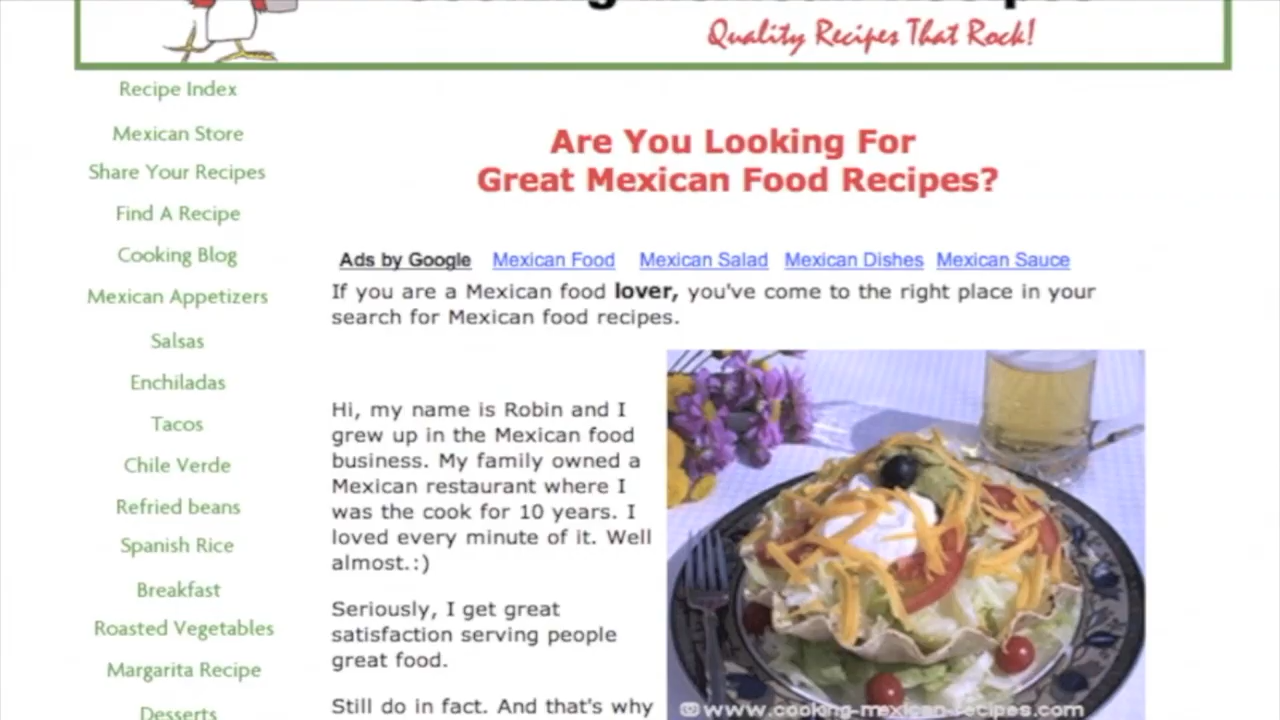 Cooking Mexican Recipes
Quality Recipes That Rock!
Recipe Index
Mexican Store
Share Your Recipes
Find A Recipe
Cooking Blog
Mexican Appetizers
Salsas
Enchiladas
Tacos
Chile Verde
Refried beans
Spanish Rice
Breakfast
Roasted Vegetables
Margarita Recipe
Desserts
Are You Looking For
Great Mexican Food Recipes?
Ads by Google Mexican Food Mexican Salad Mexican Dishes Mexican Sauce
If you are a Mexican food lover, you've come to the right place in your
search for Mexican food recipes.
Hi, my name is Robin and I
grew up in the Mexican food
business. My family owned a
Mexican restaurant where I
was the cook for 10 years. I
loved every minute of it. Well
almost.:)
Seriously, I get great
satisfaction serving people
great food.
Still do in fact. And that's why
© www.cooking-mexican-recipes.com